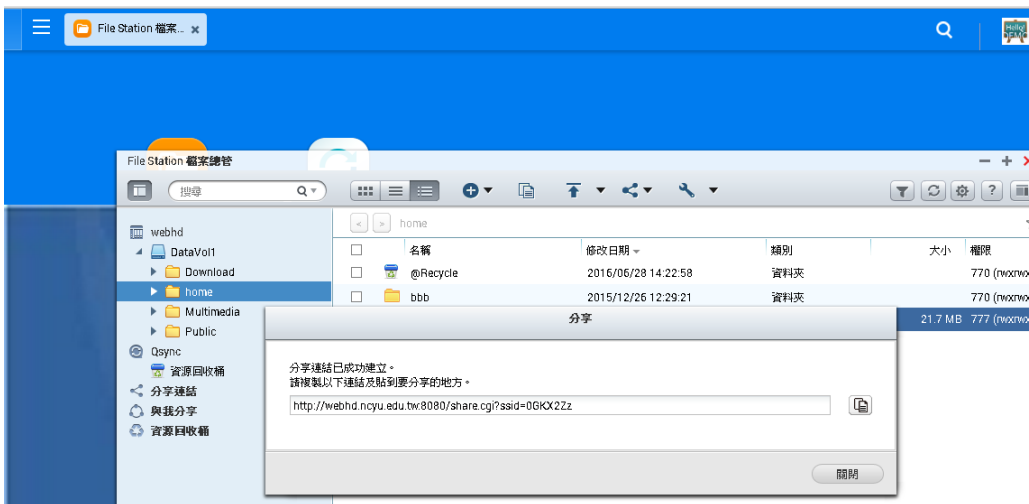 File Station 檔案... x
Hello!
File Station 檔案總管
搜尋
home
webhd
DataVol1
Download
home
Multimedia
Public
Qsync
資源回收桶
分享連結
與我分享
資源回收桶
名稱 修改日期 類別 大小 權限
@Recycle 2016/06/28 14:22:58 資料夾 770 (rwxrwx
bbb 2015/12/26 12:29:21 資料夾 770 (rwxrwx
21.7 MB 777 (rwxrwx
分享
分享連結已成功建立。
請複製以下連結及貼到要分享的地方。
http://webhd.ncyu.edu.tw:8080/share.cgi?ssid=0GKX2Zz
關閉